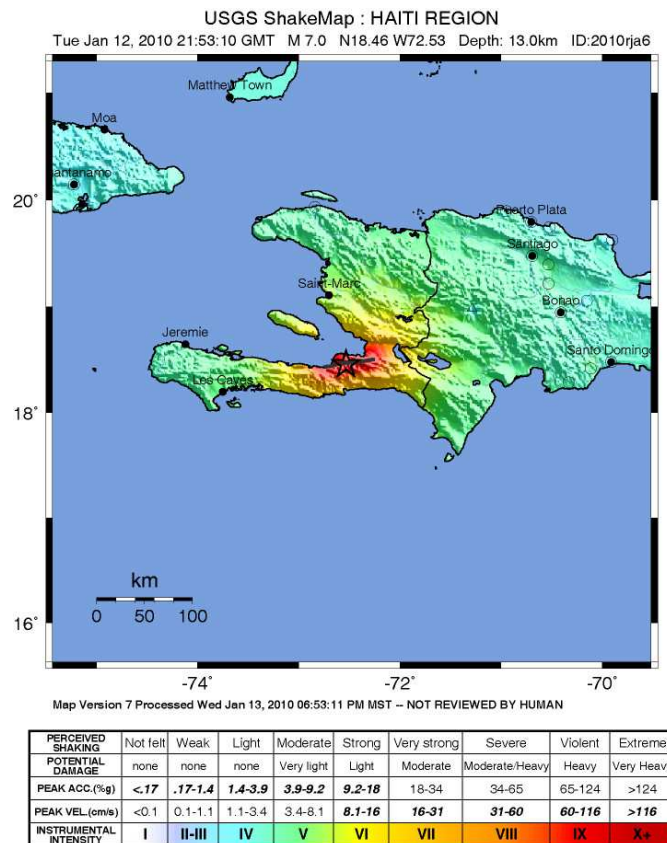 USGS ShakeMap : HAITI REGION
Tue Jan 12, 2010 21:53:10 GMT M 7.0 N18.46 W72.53 Depth: 13.0km ID:2010rja6
Matthew Town
Moa
antanamo
20°
Puerto Plata
Santiago
Saint-Marc
Bonao
Jeremie
Santo Domingo
Les Cayes
18°
km
0 50 100
16°
-74° -72° -70°
Map Version 7 Processed Wed Jan 13, 2010 06:53:11 PM MST -- NOT REVIEWED BY HUMAN
PERCEIVED SHAKING Not felt Weak Light Moderate Strong Very strong Severe Violent Extreme
POTENTIAL DAMAGE none none none Very light Light Moderate Moderate/Heavy Heavy Very Heavy
PEAK ACC.(%g) <.17 .17-1.4 1.4-3.9 3.9-9.2 9.2-18 18-34 34-65 65-124 >124
PEAK VEL.(cm/s) <0.1 0.1-1.1 1.1-3.4 3.4-8.1 8.1-16 16-31 31-60 60-116 >116
INSTRUMENTAL INTENSITY I II-III IV V VI VII VIII IX X+